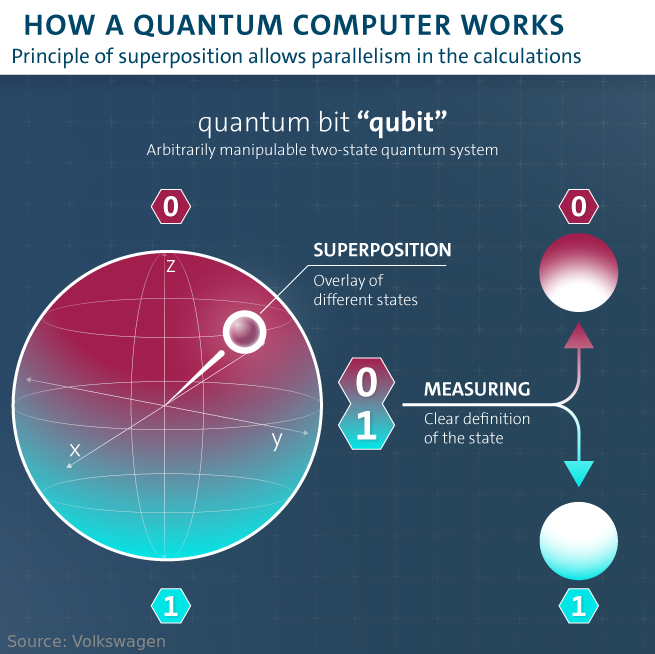 HOW A QUANTUM COMPUTER WORKS
Principle of superposition allows parallelism in the calculations
quantum bit “qubit”
Arbitrarily manipulable two-state quantum system
0
0
z
SUPERPOSITION
Overlay of
different states
0
1
MEASURING
Clear definition
of the state
x
y
1
1
Source: Volkswagen